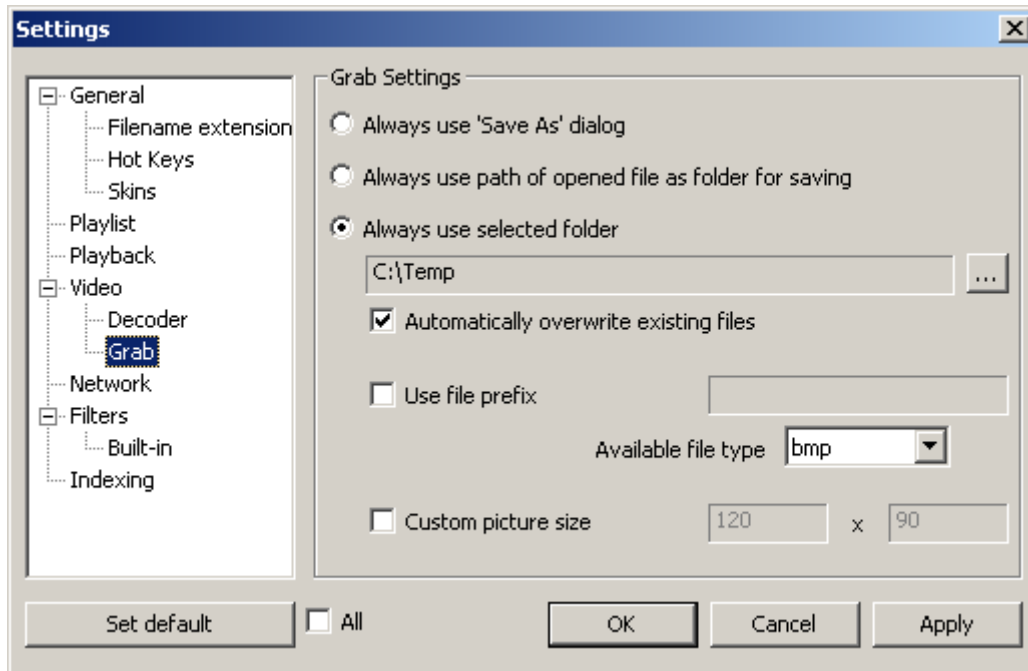 Settings
General
Filename extension
Hot Keys
Skins
Playlist
Playback
Video
Decoder
Grab
Network
Filters
Built-in
Indexing
Grab Settings
Always use 'Save As' dialog
Always use path of opened file as folder for saving
Always use selected folder
C:\Temp
...
Automatically overwrite existing files
Use file prefix
Available file type bmp
Custom picture size 120 x 90
Set default All OK Cancel Apply